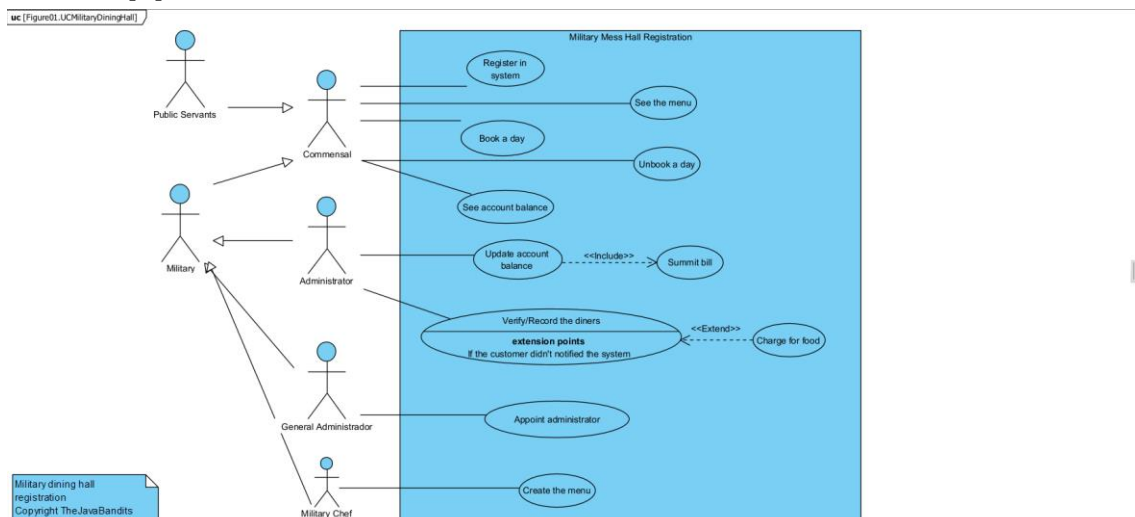 uc [Figure01.UCMilitaryDiningHall]
Military Mess Hall Registration
Public Servants
Commensal
Register in
system
See the menu
Book a day
Unbook a day
See account balance
Military
Administrator
Update account
balance
<<Include>>
Summit bill
Verify/Record the diners
extension points
If the customer didn't notified the system
<<Extend>>
Charge for food
General Administrador
Appoint administrator
Military Chef
Create the menu
Military dining hall
registration
Copyright TheJavaBandits